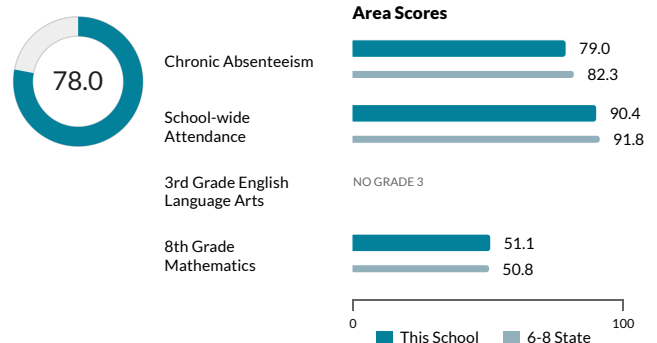 Area Scores
78.0
Chronic Absenteeism
79.0
82.3
School-wide
Attendance
90.4
91.8
3rd Grade English
Language Arts
NO GRADE 3
8th Grade
Mathematics
51.1
50.8
0
100
This School
6-8 State